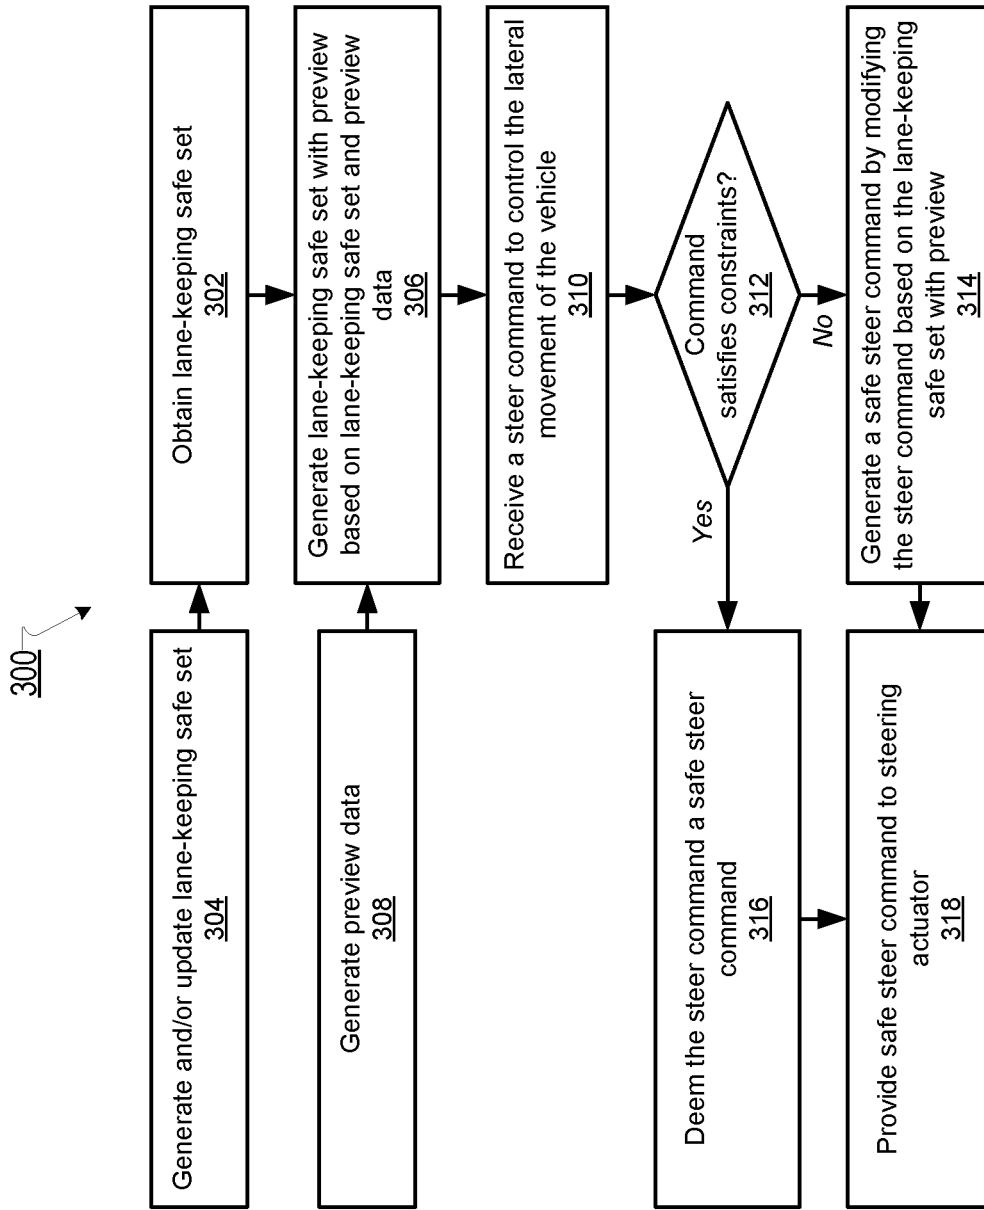 300
Generate and/or update lane-keeping safe set
304
Obtain lane-keeping safe set
302
Generate preview data
308
Generate lane-keeping safe set with preview
based on lane-keeping safe set and preview
data
306
Receive a steer command to control the lateral
movement of the vehicle
310
Command
satisfies constraints?
312
Yes
No
Deem the steer command a safe steer
command
316
Generate a safe steer command by modifying
the steer command based on the lane-keeping
safe set with preview
314
Provide safe steer command to steering
actuator
318